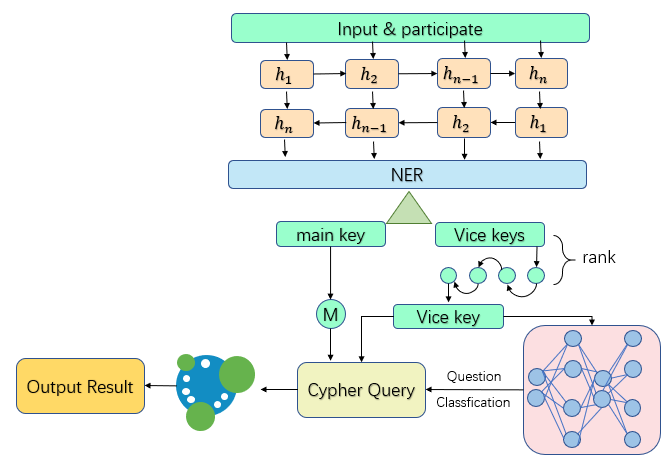 Input & participate
h₁ h₂ hₙ₋₁ hₙ
hₙ hₙ₋₁ h₂ h₁
NER
main key
Vice keys
rank
M
Vice key
Output Result
Cypher Query
Question
Classfication